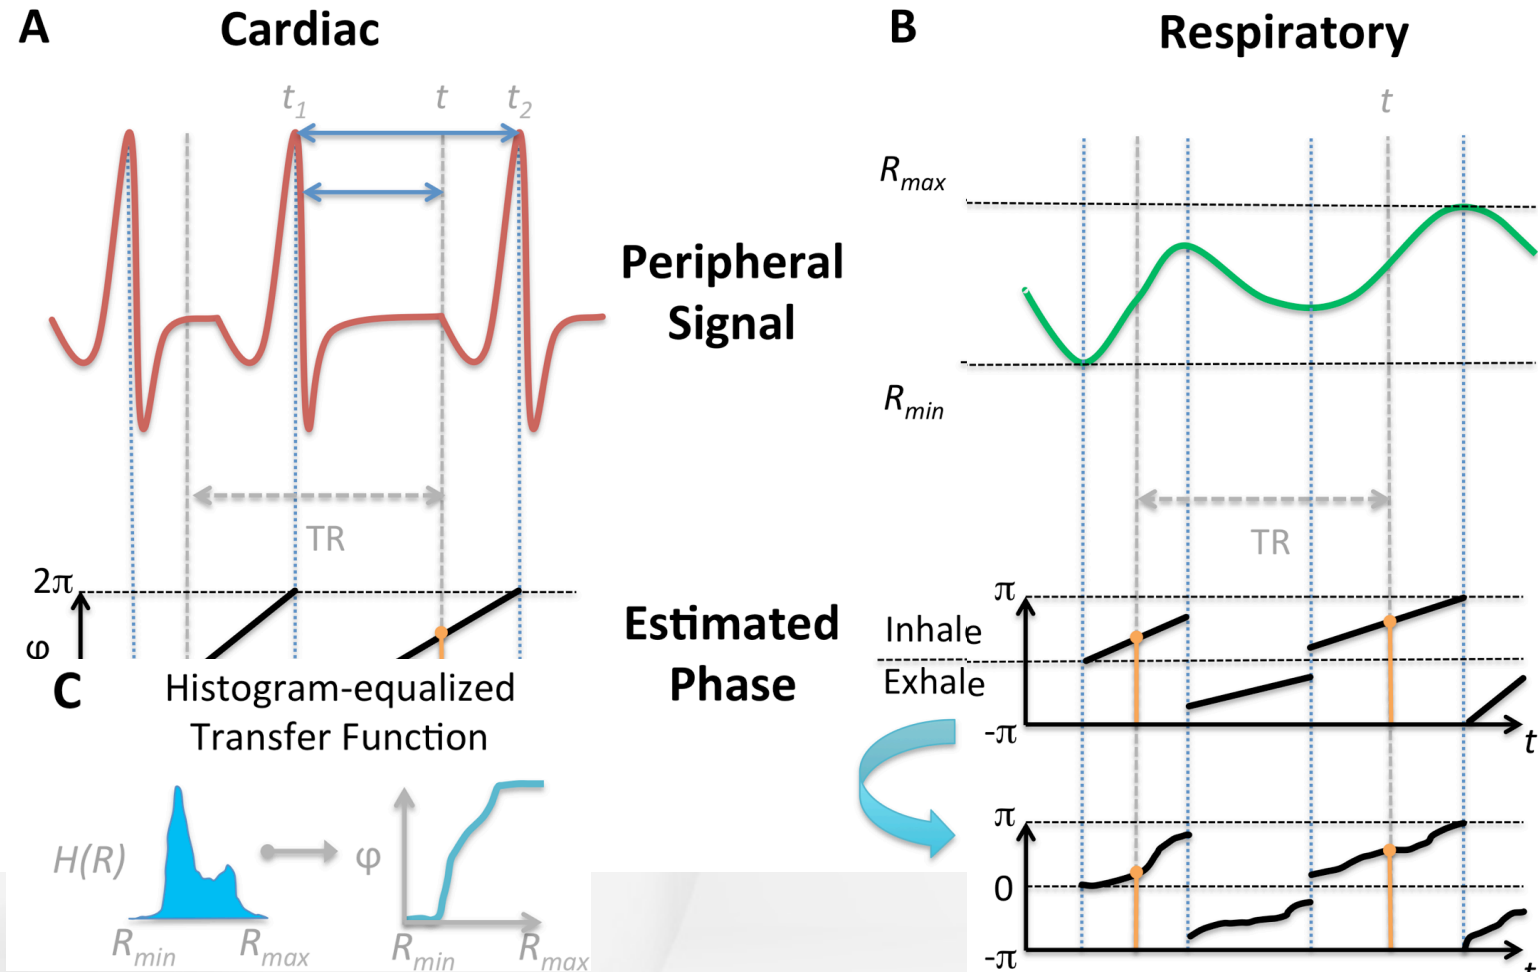 A
Cardiac
B
Respiratory
t₁
t
t₂
t
Rmax
Peripheral
Signal
Rmin
TR
TR
2π
φ
Estimated
Phase
π
Inhale
Exhale
-π
t
C
Histogram-equalized
Transfer Function
H(R)
φ
Rmin
Rmax
Rmin
Rmax
π
0
-π
t